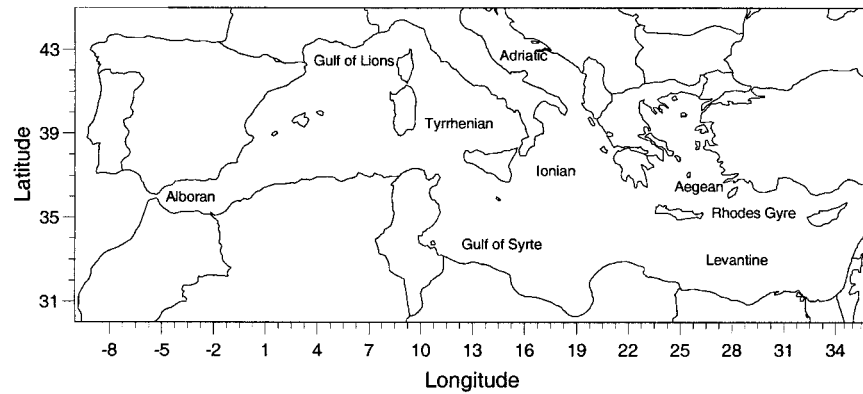 43
39
35
31
Latitude
Gulf of Lions
Adriatic
Tyrrhenian
Ionian
Alboran
Aegean
Rhodes Gyre
Gulf of Syrte
Levantine
-8 -5 -2 1 4 7 10 13 16 19 22 25 28 31 34
Longitude